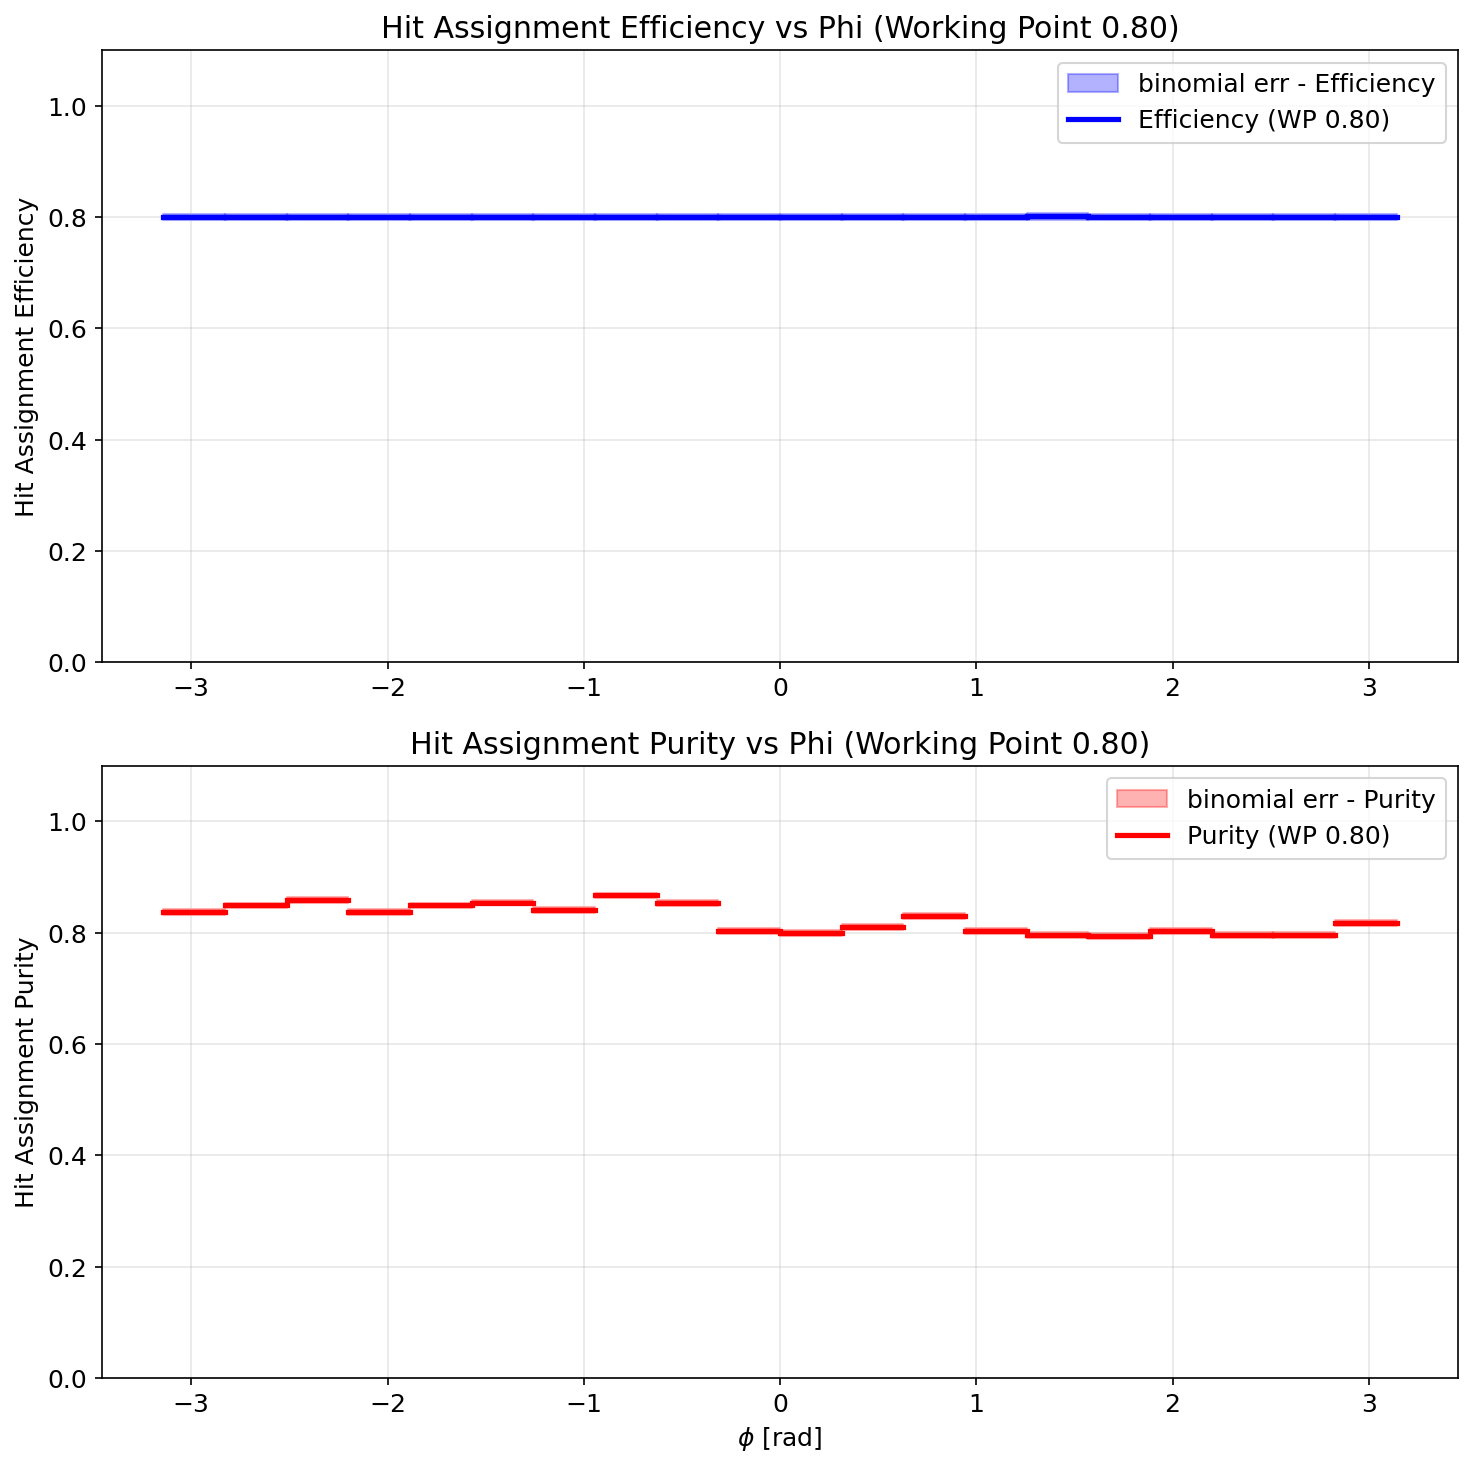 Hit Assignment Efficiency vs Phi (Working Point 0.80)
binomial err - Efficiency
Efficiency (WP 0.80)
Hit Assignment Efficiency
1.0
0.8
0.6
0.4
0.2
0.0
−3 −2 −1 0 1 2 3
Hit Assignment Purity vs Phi (Working Point 0.80)
binomial err - Purity
Purity (WP 0.80)
Hit Assignment Purity
1.0
0.8
0.6
0.4
0.2
0.0
−3 −2 −1 0 1 2 3
ϕ [rad]